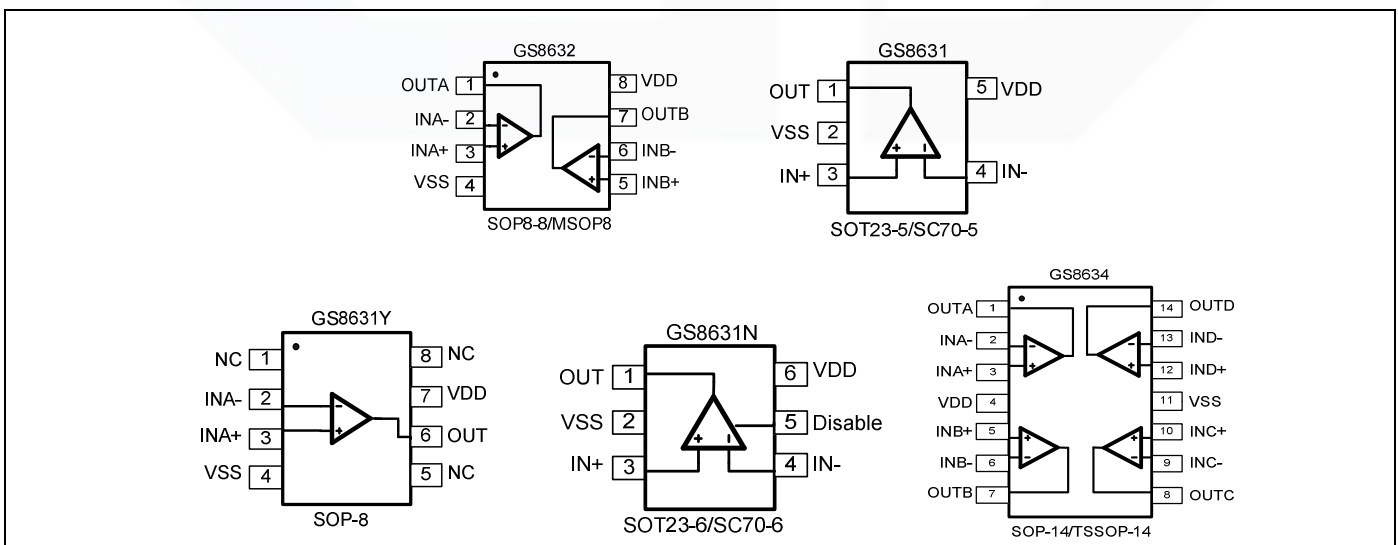 GS8632
OUTA 1 8 VDD
INA- 2 7 OUTB
INA+ 3 6 INB-
VSS 4 5 INB+
- +
- +
SOP8-8/MSOP8
GS8631
OUT 1 5 VDD
VSS 2
IN+ 3 4 IN-
+ -
SOT23-5/SC70-5
GS8631Y
NC 1 8 NC
INA- 2 7 VDD
INA+ 3 6 OUT
VSS 4 5 NC
- +
SOP-8
GS8631N
OUT 1 6 VDD
VSS 2 5 Disable
IN+ 3 4 IN-
+ -
SOT23-6/SC70-6
GS8634
OUTA 1 14 OUTD
INA- 2 13 IND-
INA+ 3 12 IND+
VDD 4 11 VSS
INB+ 5 10 INC+
INB- 6 9 INC-
OUTB 7 8 OUTC
- +
- +
+ -
+ -
SOP-14/TSSOP-14